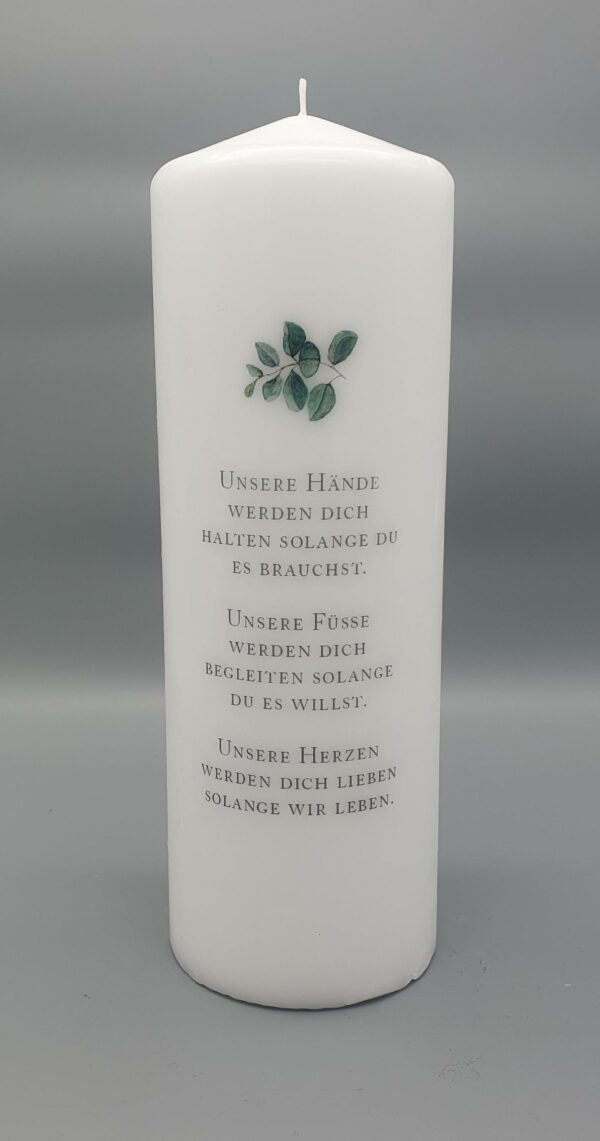 Unsere Hände
werden dich
halten solange du
es brauchst.
Unsere Füsse
werden dich
begleiten solange
du es willst.
Unsere Herzen
werden dich lieben
solange wir leben.